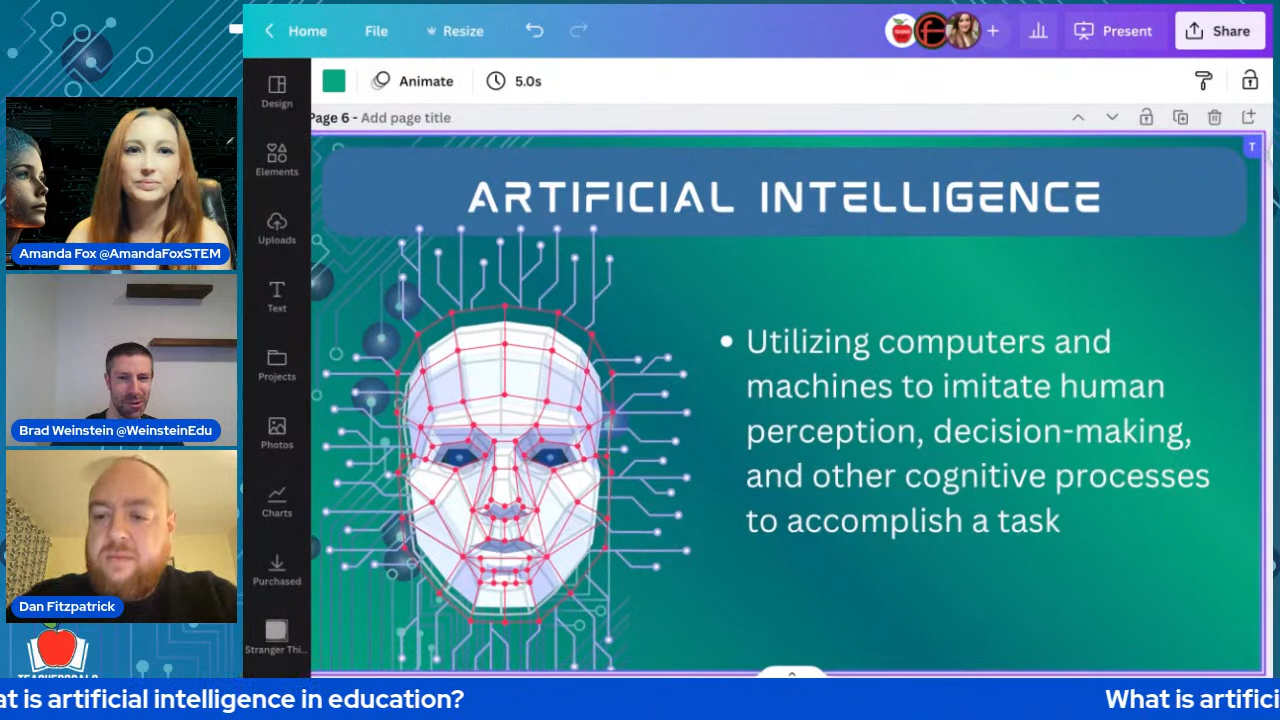 Home
File
Resize
Present
Share
Animate
5.0s
Page 6 - Add page title
Design
Elements
Uploads
Text
Projects
Photos
Charts
Purchased
Stranger Thi...
T
ARTIFICIAL INTELLIGENCE
• Utilizing computers and
machines to imitate human
perception, decision-making,
and other cognitive processes
to accomplish a task
Amanda Fox @AmandaFoxSTEM
Brad Weinstein @WeinsteinEdu
Dan Fitzpatrick
at is artificial intelligence in education?
What is artifici